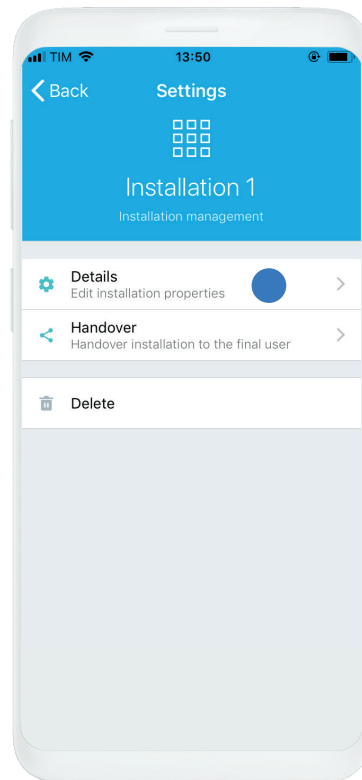 TIM
13:50
Back
Settings
Installation 1
Installation management
Details
Edit installation properties
Handover
Handover installation to the final user
Delete